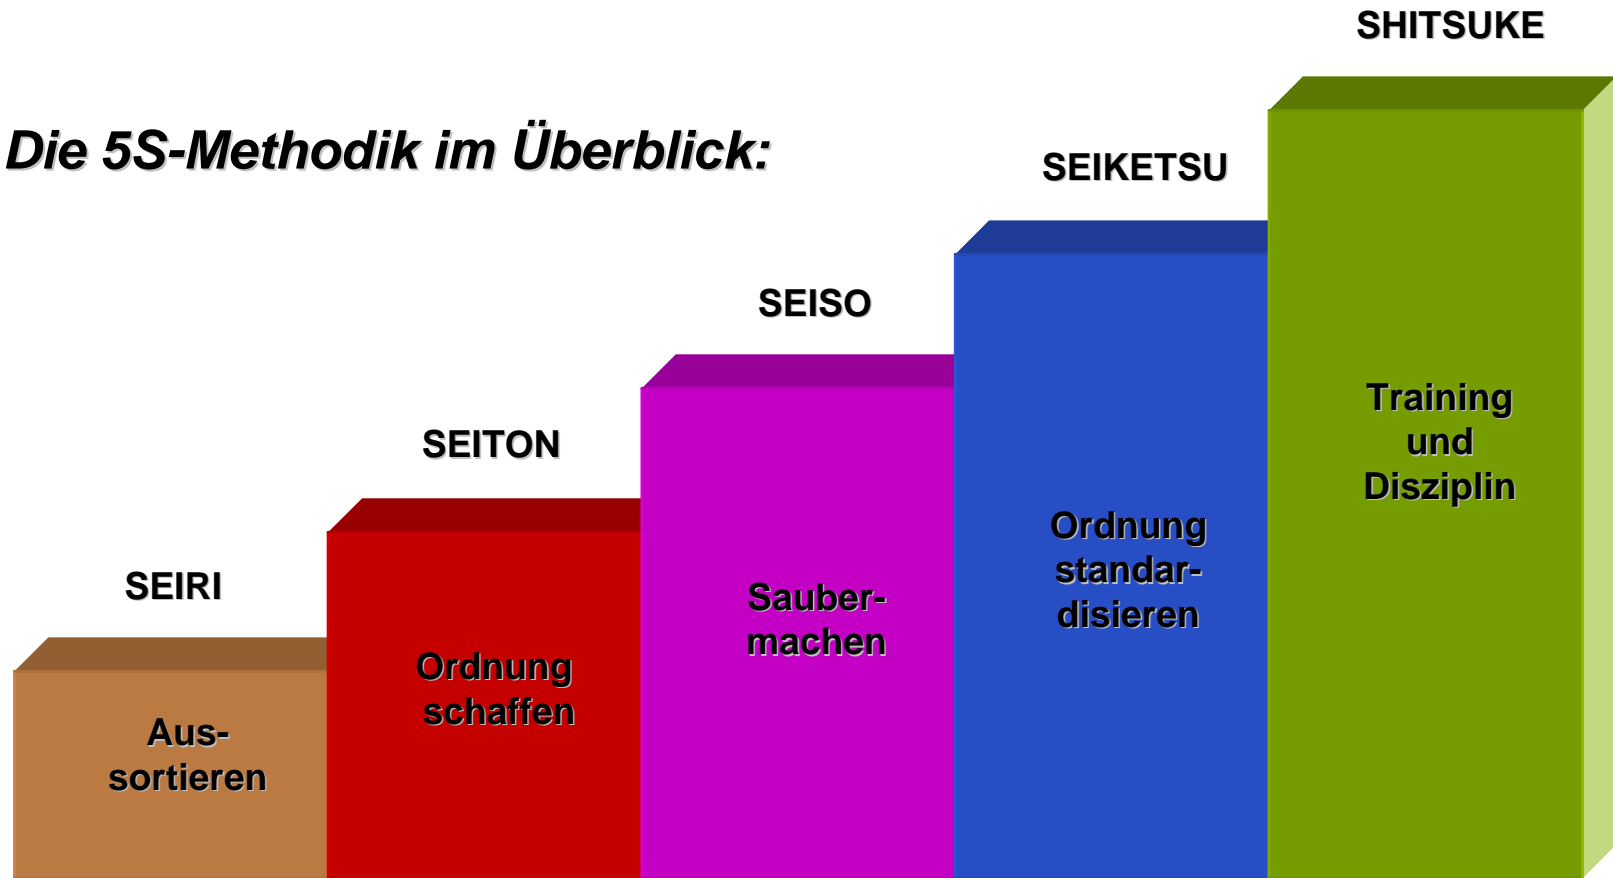 Die 5S-Methodik im Überblick:
SEIRI
Aus-
sortieren
SEITON
Ordnung
schaffen
SEISO
Sauber-
machen
SEIKETSU
Ordnung
standar-
disieren
SHITSUKE
Training
und
Disziplin